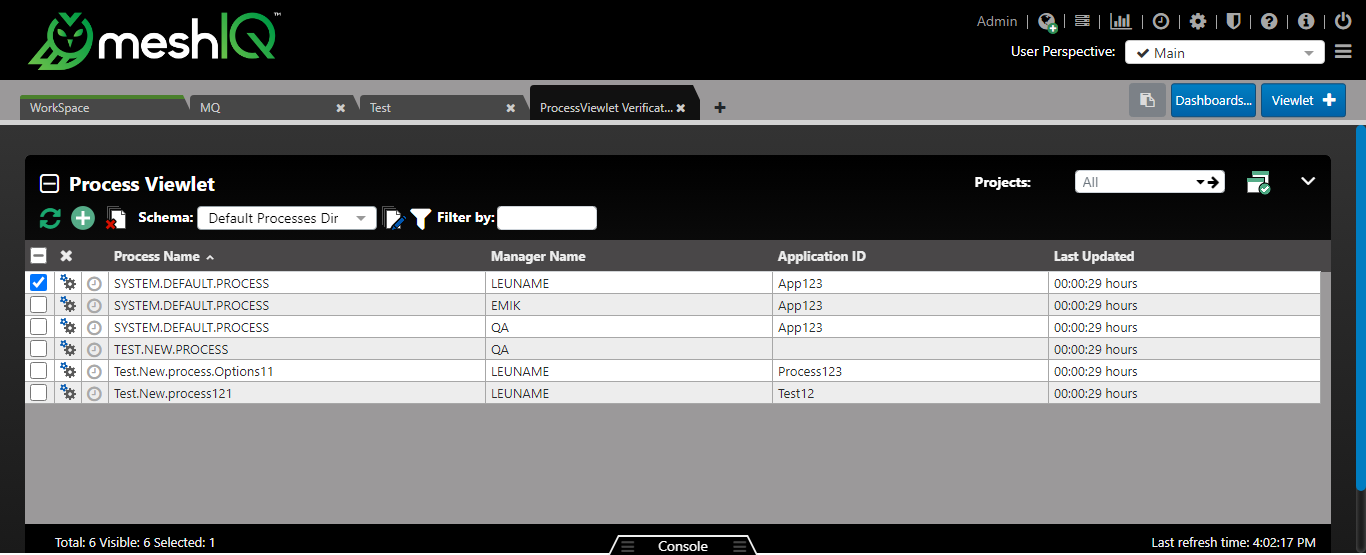 meshIQ™
Admin
User Perspective: Main
WorkSpace MQ Test ProcessViewlet Verificat...
Dashboards... Viewlet
Process Viewlet
Projects: All
Schema: Default Processes Dir Filter by:
Process Name Manager Name Application ID Last Updated
SYSTEM.DEFAULT.PROCESS LEUNAME App123 00:00:29 hours
SYSTEM.DEFAULT.PROCESS EMIK App123 00:00:29 hours
SYSTEM.DEFAULT.PROCESS QA App123 00:00:29 hours
TEST.NEW.PROCESS QA 00:00:29 hours
Test.New.process.Options11 LEUNAME Process123 00:00:29 hours
Test.New.process121 LEUNAME Test12 00:00:29 hours
Total: 6 Visible: 6 Selected: 1
Console
Last refresh time: 4:02:17 PM